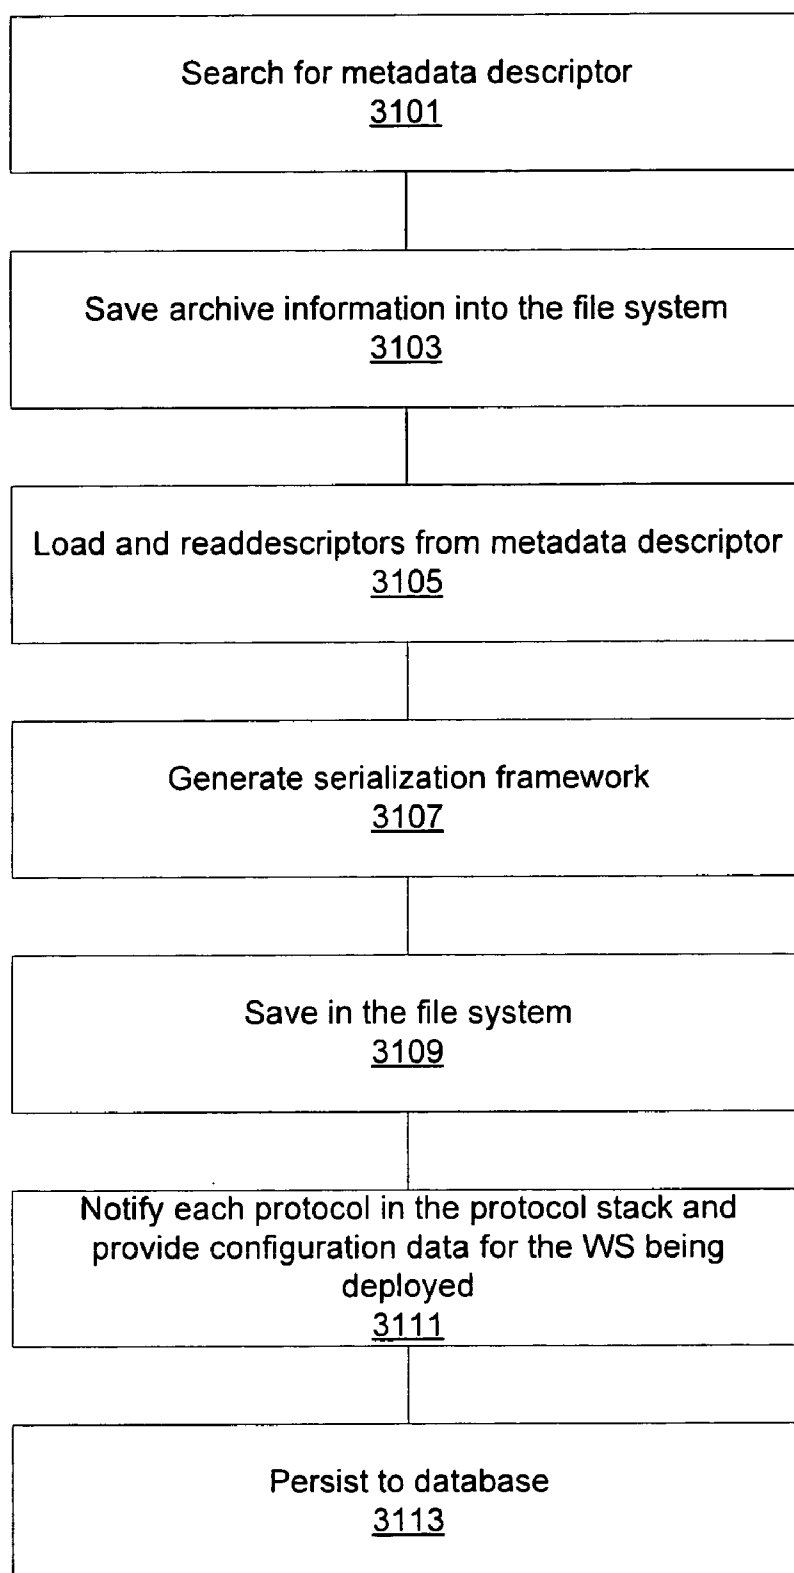 Search for metadata descriptor
3101
Save archive information into the file system
3103
Load and readdescriptors from metadata descriptor
3105
Generate serialization framework
3107
Save in the file system
3109
Notify each protocol in the protocol stack and
provide configuration data for the WS being
deployed
3111
Persist to database
3113